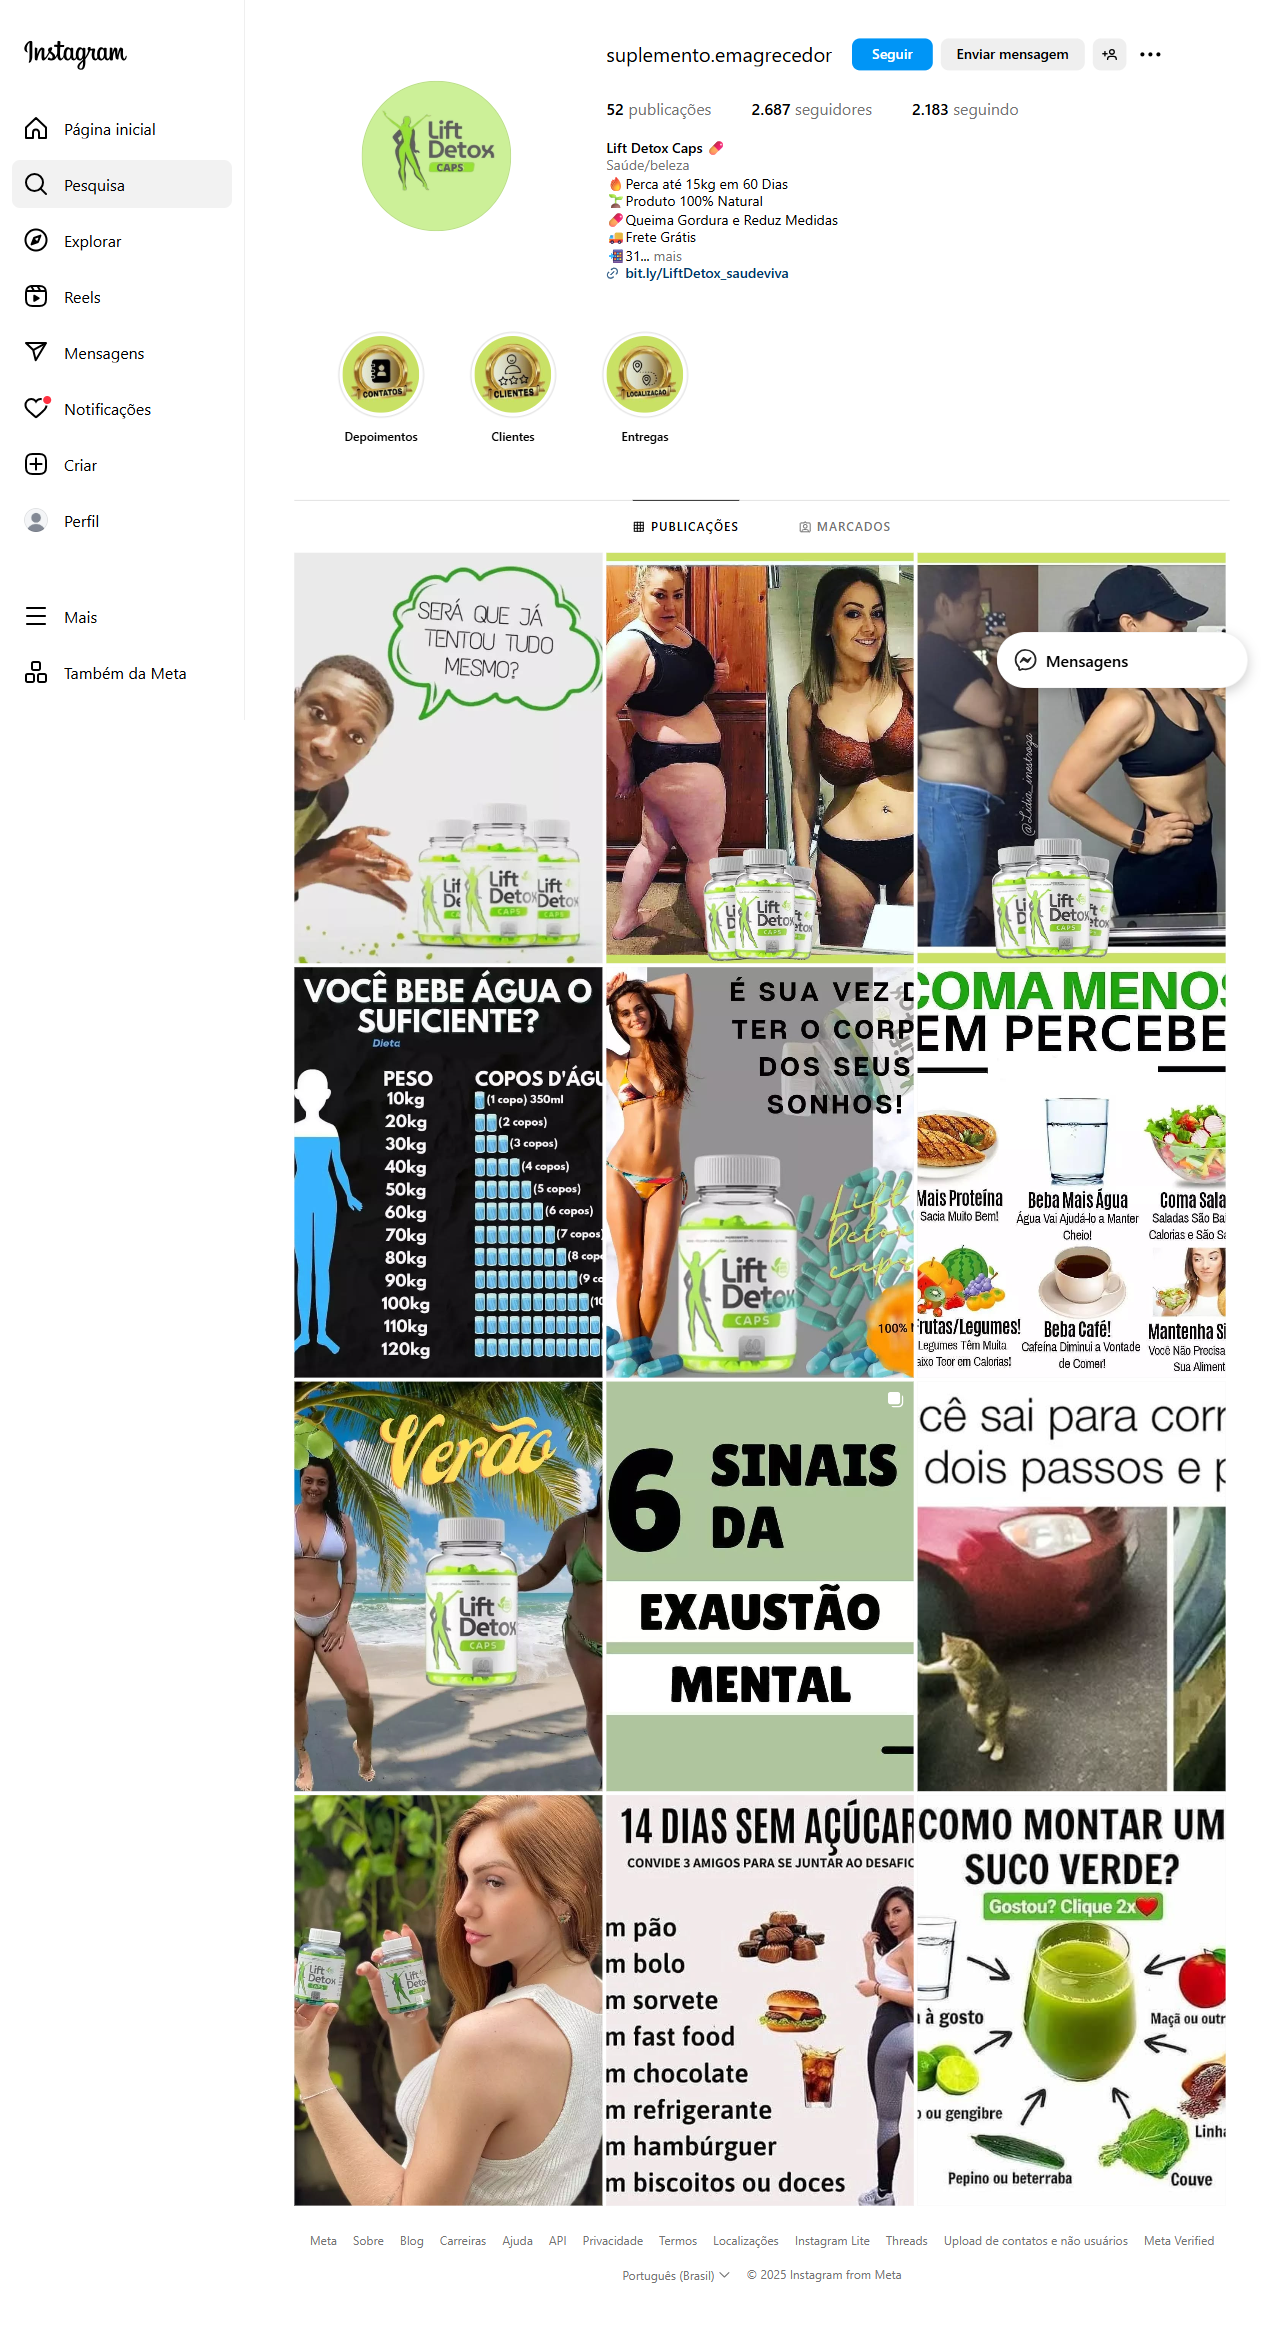 Instagram
Página inicial
Pesquisa
Explorar
Reels
Mensagens
Notificações
Criar
Perfil
Mais
Também da Meta
suplemento.emagrecedor
Seguir
Enviar mensagem
52 publicações
2.687 seguidores
2.183 seguindo
Lift Detox Caps
Saúde/beleza
Perca até 15kg em 60 Dias
Produto 100% Natural
Queima Gordura e Reduz Medidas
Frete Grátis
31... mais
bit.ly/LiftDetox_saudeviva
Lift
Detox
CAPS
CONTATOS
CLIENTES
LOCALIZAÇÃO
Depoimentos
Clientes
Entregas
PUBLICAÇÕES
MARCADOS
SERÁ QUE JÁ
TENTOU TUDO
MESMO?
Lift
Detox
CAPS
Lift
Detox
CAPS
@Lidia_inestroza
Lift
Detox
CAPS
Mensagens
VOCÊ BEBE ÁGUA O
SUFICIENTE?
Dieta
PESO COPOS D'ÁGU
10kg (1 copo) 350ml
20kg (2 copos)
30kg (3 copos)
40kg (4 copos)
50kg (5 copos)
60kg (6 copos)
70kg (7 copos)
80kg (8 cop
90kg (9 c
100kg (10
110kg
120kg
É SUA VEZ D
TER O CORP
DOS SEUS
SONHOS!
Lift
Detox
caps
Lift
Detox
CAPS
60
100%
COMA MENOS
EM PERCEBE
Mais Proteína
Sacia Muito Bem!
Beba Mais Água
Água Vai Ajudá-lo a Manter
Cheio!
Coma Sala
Saladas São Ba
Calorias e São Sa
Frutas/Legumes!
Legumes Têm Muita
aixo Teor em Calorias!
Beba Café!
Cafeína Diminui a Vontade
de Comer!
Mantenha Si
Você Não Precisa
Sua Aliment
Verão
Lift
Detox
CAPS
6 SINAIS
DA
EXAUSTÃO
MENTAL
cê sai para corr
dois passos e p
Lift
Detox
CAPS
Lift
Detox
14 DIAS SEM AÇÚCAR
CONVIDE 3 AMIGOS PARA SE JUNTAR AO DESAFIO
m pão
m bolo
m sorvete
m fast food
m chocolate
m refrigerante
m hambúrguer
m biscoitos ou doces
COMO MONTAR UM
SUCO VERDE?
Gostou? Clique 2x
à gosto
Maçã ou outr
ou gengibre
Linha
Pepino ou beterraba
Couve
Meta Sobre Blog Carreiras Ajuda API Privacidade Termos Localizações Instagram Lite Threads Upload de contatos e não usuários Meta Verified
Português (Brasil) © 2025 Instagram from Meta